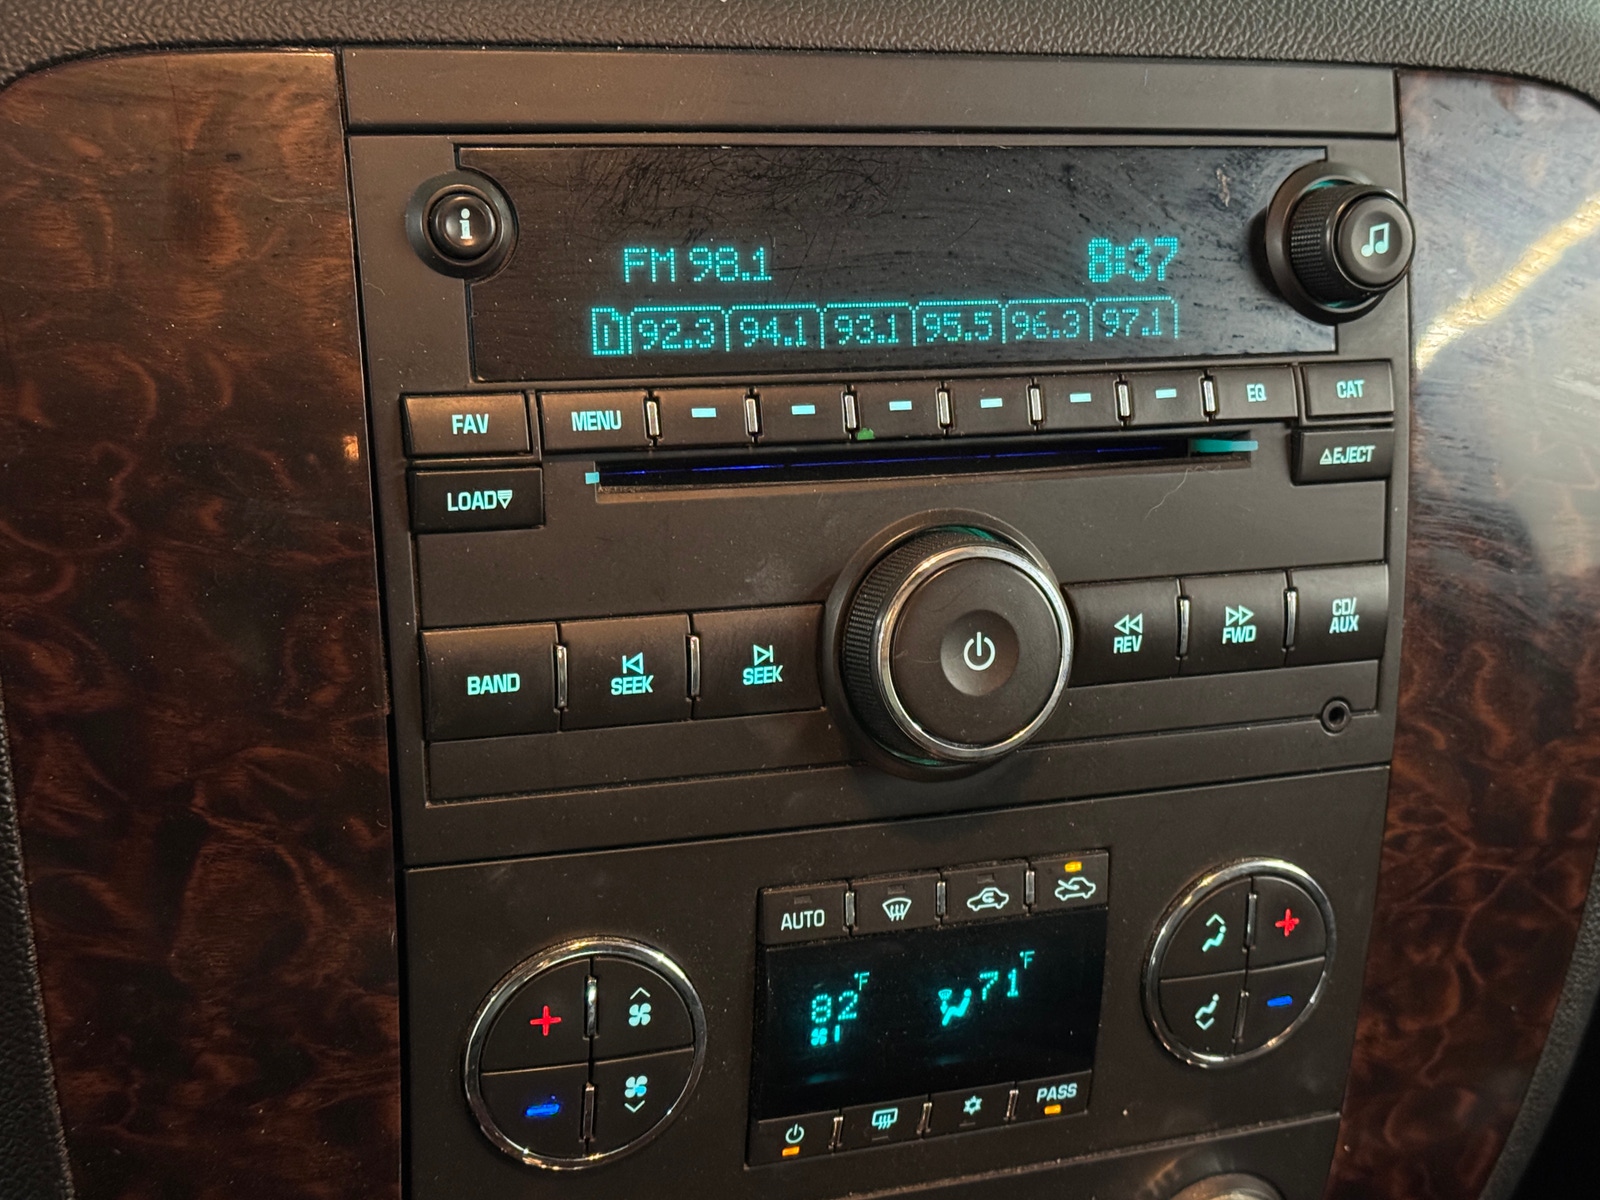 i
FM 98.1 8:37
92.3 94.1 93.1 95.5 96.3 97.1
FAV MENU EQ CAT
LOAD EJECT
BAND SEEK SEEK REV FWD CD/
AUX
AUTO
82°F 71°F
PASS